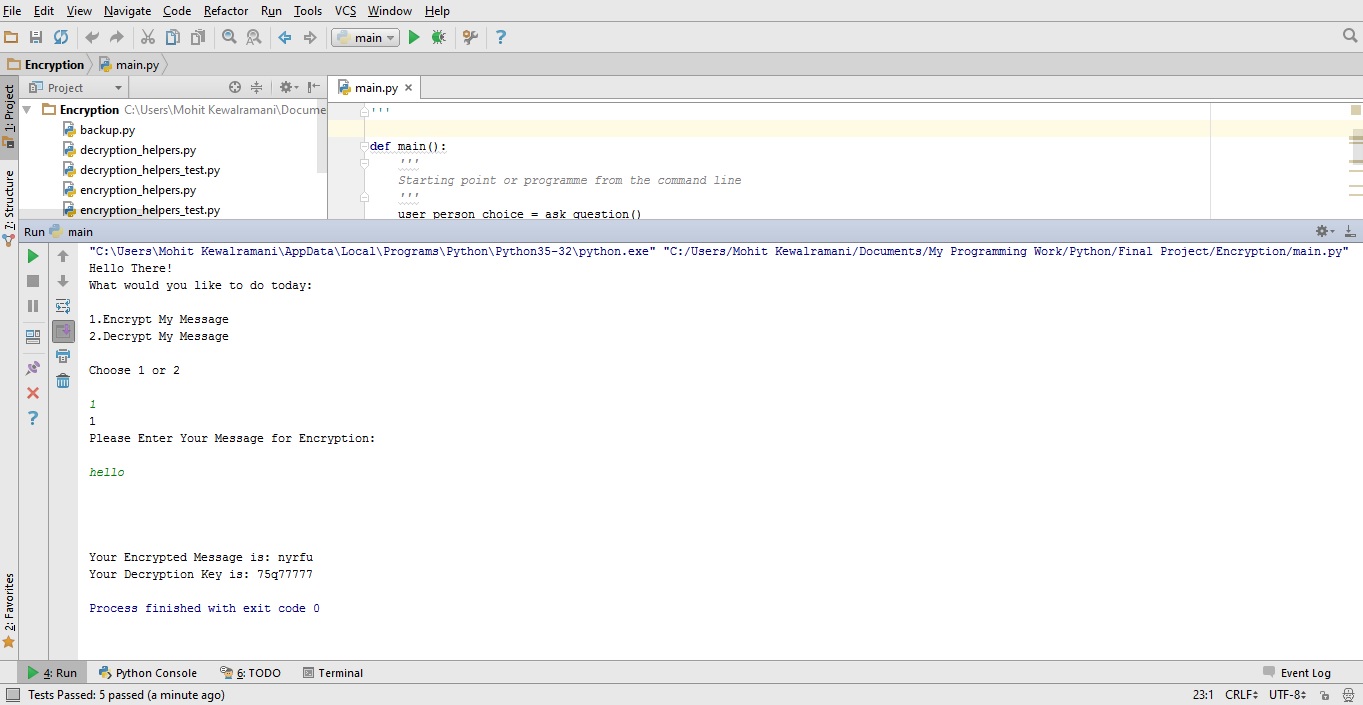 File Edit View Navigate Code Refactor Run Tools VCS Window Help
main
Encryption main.py
1: Project
7: Structure
2: Favorites
Project
Encryption C:\Users\Mohit Kewalramani\Docume
backup.py
decryption_helpers.py
decryption_helpers_test.py
encryption_helpers.py
encryption_helpers_test.py
main.py
'''
def main():
'''
Starting point or programme from the command line
'''
user_person_choice = ask_question()
Run main
"C:\Users\Mohit Kewalramani\AppData\Local\Programs\Python\Python35-32\python.exe" "C:/Users/Mohit Kewalramani/Documents/My Programming Work/Python/Final Project/Encryption/main.py"
Hello There!
What would you like to do today:
1.Encrypt My Message
2.Decrypt My Message
Choose 1 or 2
1
1
Please Enter Your Message for Encryption:
hello
Your Encrypted Message is: nyrfu
Your Decryption Key is: 75q77777
Process finished with exit code 0
4: Run Python Console 6: TODO Terminal Event Log
Tests Passed: 5 passed (a minute ago) 23:1 CRLF UTF-8